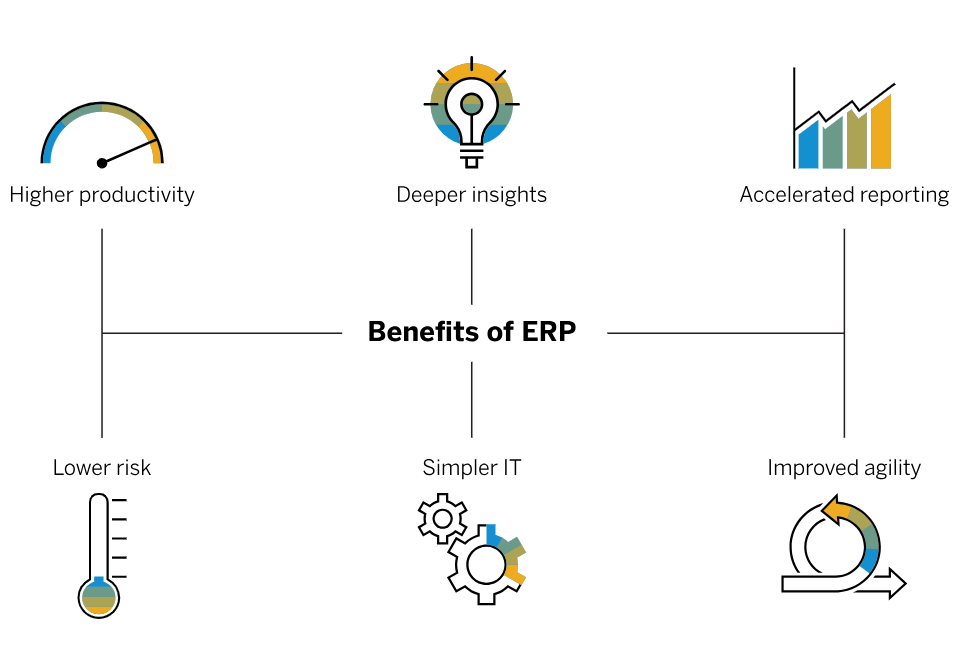 Higher productivity
Deeper insights
Accelerated reporting
Benefits of ERP
Lower risk
Simpler IT
Improved agility